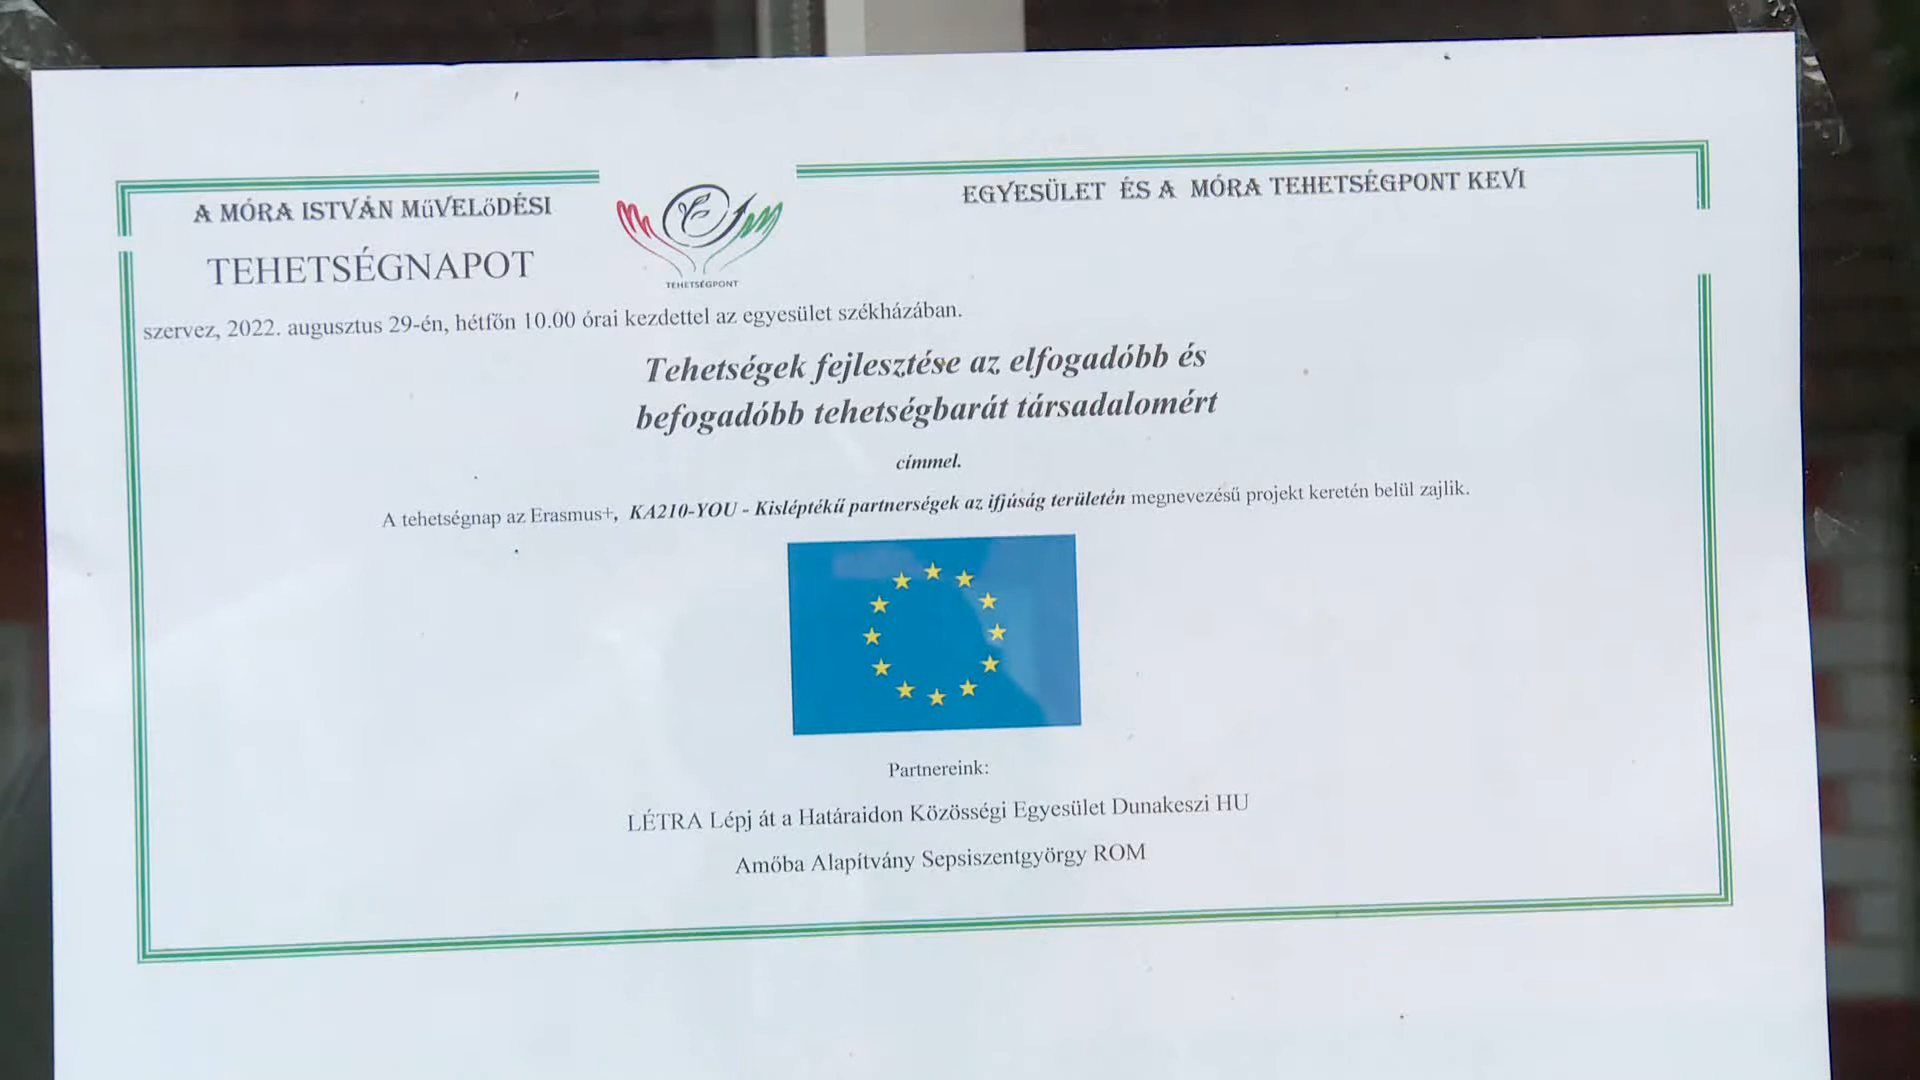 A MÓRA ISTVÁN MŰVELŐDÉSI EGYESÜLET ÉS A MÓRA TEHETSÉGPONT KEVI
TEHETSÉGNAPOT
TEHETSÉGPONT
szervez, 2022. augusztus 29-én, hétfőn 10.00 órai kezdettel az egyesület székházában.
Tehetségek fejlesztése az elfogadóbb és
befogadóbb tehetségbarát társadalomért
címmel.
A tehetségnap az Erasmus+, KA210-YOU - Kisléptékű partnerségek az ifjúság területén megnevezésű projekt keretén belül zajlik.
Partnereink:
LÉTRA Lépj át a Határaidon Közösségi Egyesület Dunakeszi HU
Amőba Alapítvány Sepsiszentgyörgy ROM